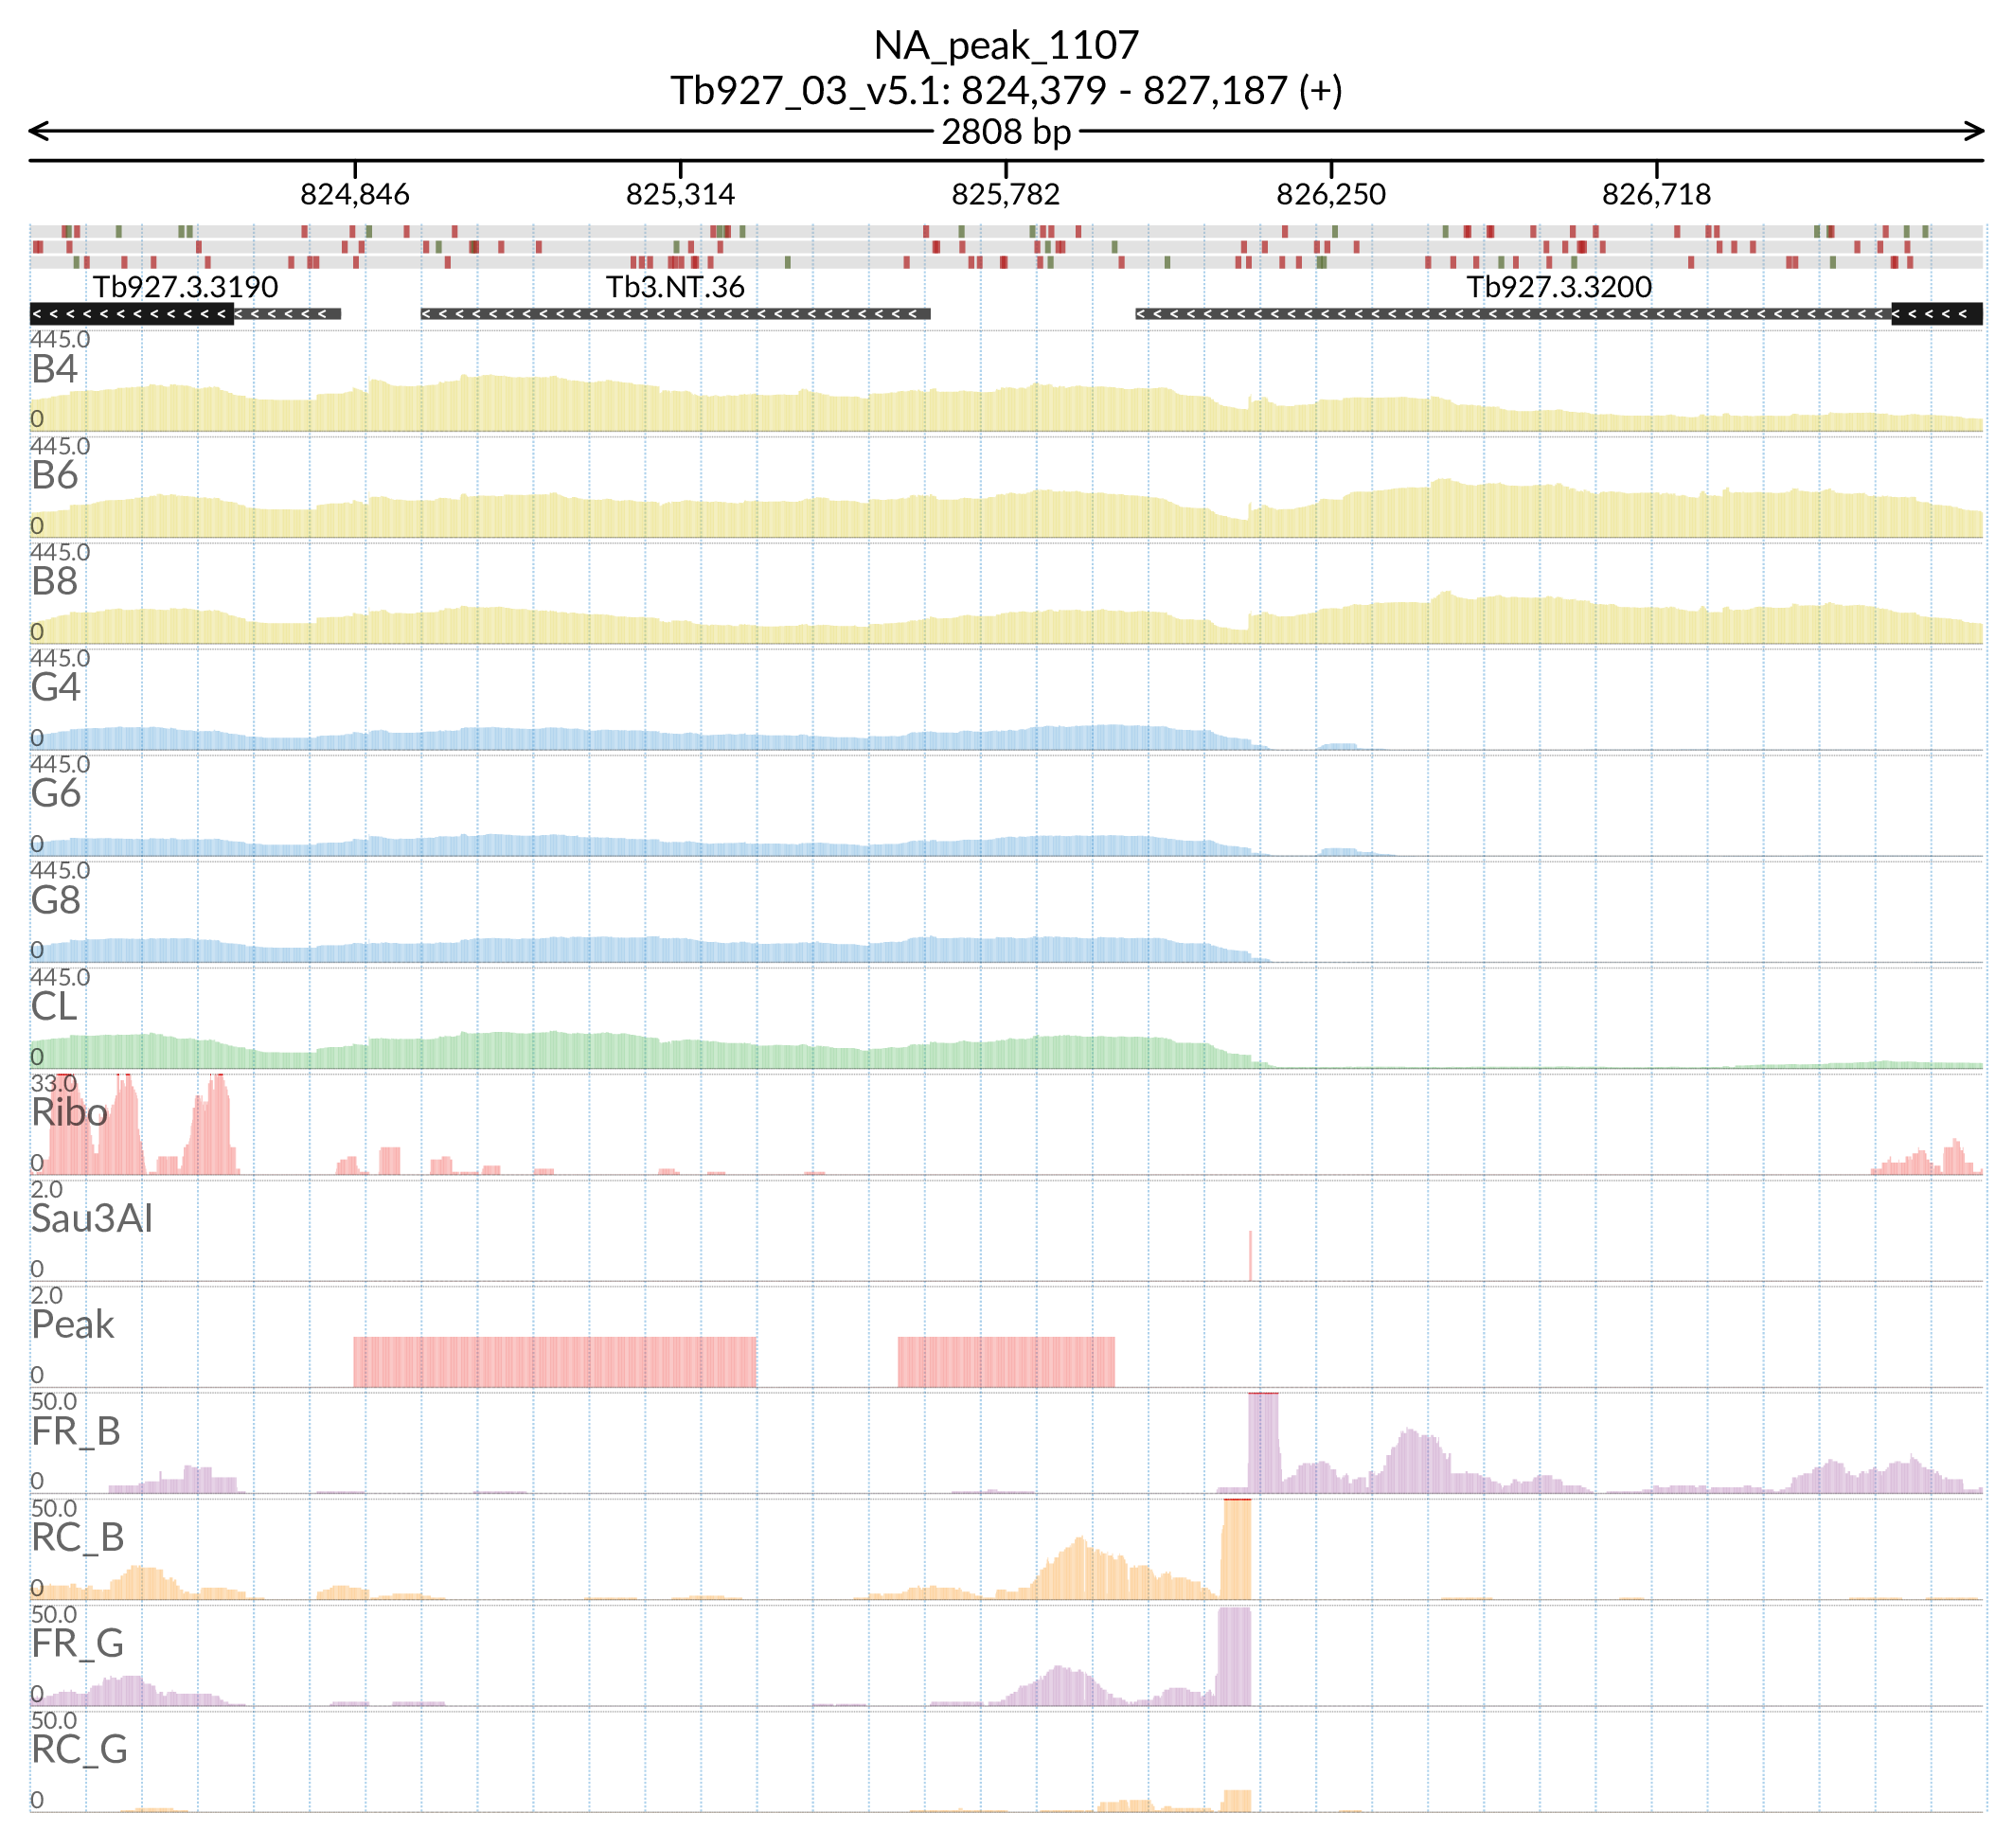 NA_peak_1107
Tb927_03_v5.1: 824,379 - 827,187 (+)
2808 bp
824,846 825,314 825,782 826,250 826,718
Tb927.3.3190 Tb3.NT.36 Tb927.3.3200
445.0
B4
0
445.0
B6
0
445.0
B8
0
445.0
G4
0
445.0
G6
0
445.0
G8
0
445.0
CL
0
33.0
Ribo
0
2.0
Sau3AI
0
2.0
Peak
0
50.0
FR_B
0
50.0
RC_B
0
50.0
FR_G
0
50.0
RC_G
0